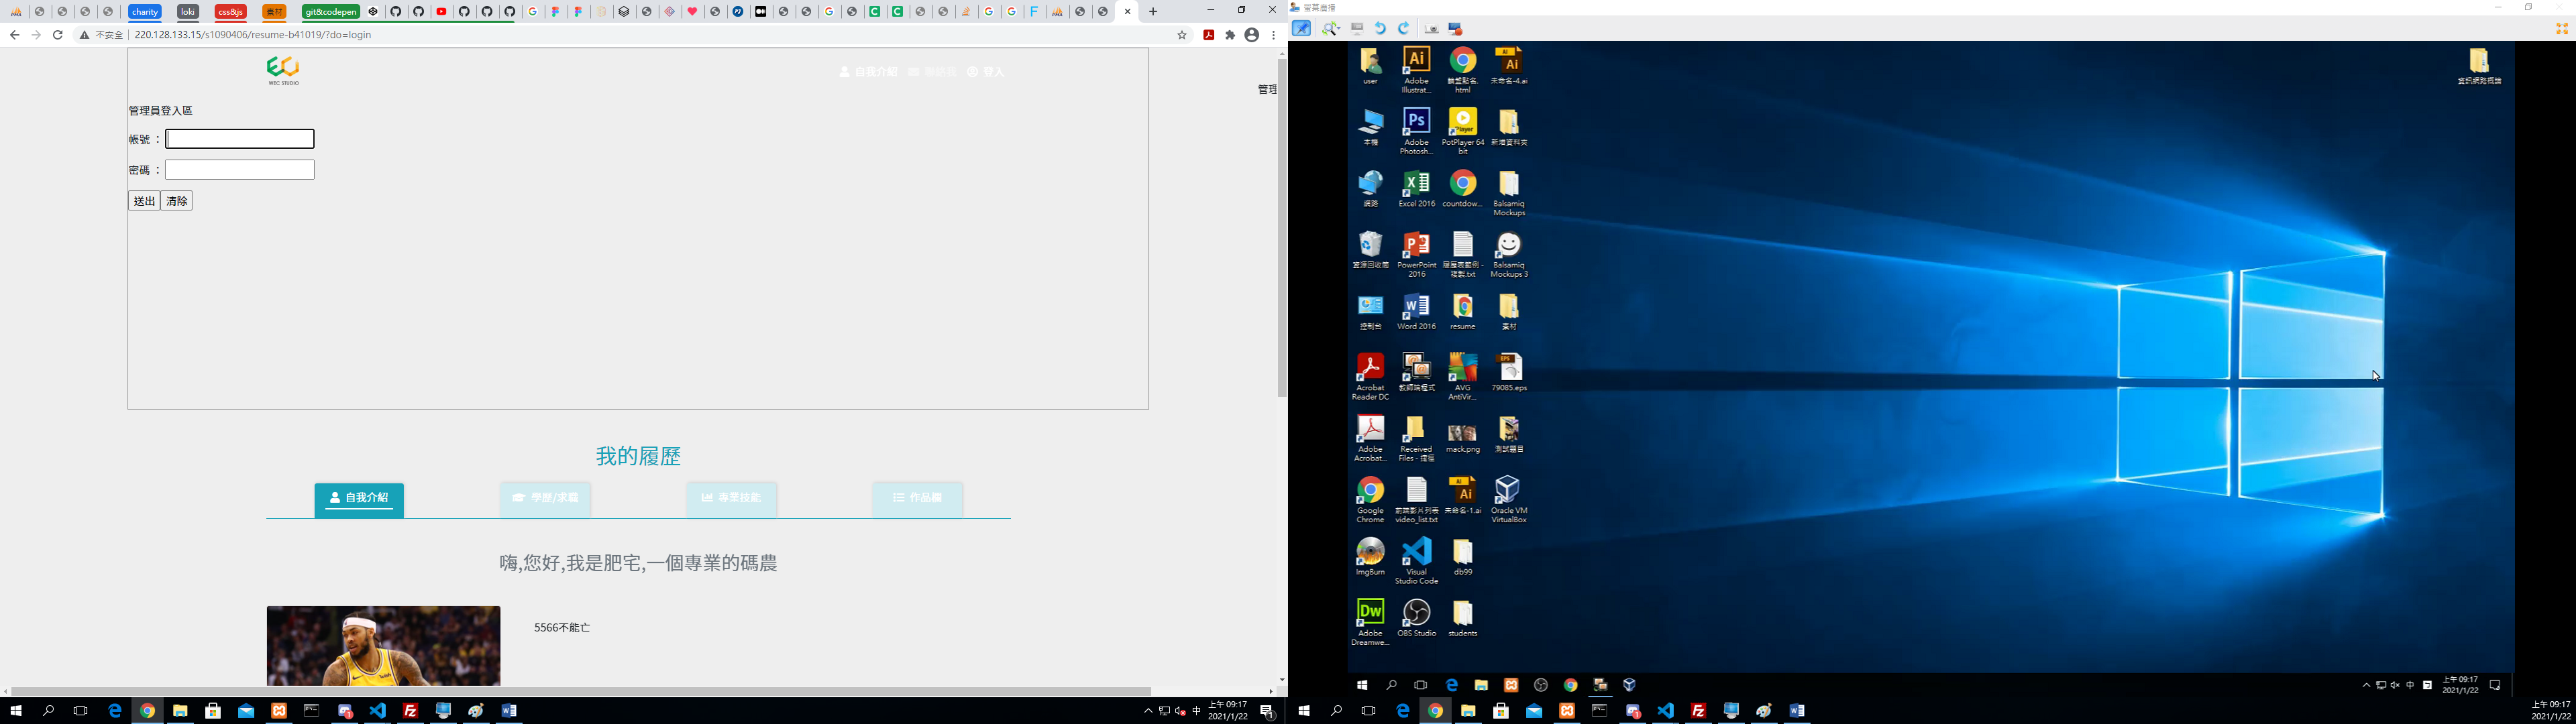 charity
loki
css&js
素材
git&codepen
不安全
220.128.133.15/s1090406/resume-b41019/?do=login
WEC STUDIO
自我介紹
登入
管理
管理員登入區
帳號 :
密碼 :
送出
清除
我的履歷
自我介紹
學歷/求職
專業技能
作品欄
嗨,您好,我是肥宅,一個專業的碼農
5566不能亡
中
上午 09:17
2021/1/22
螢幕廣播
user
Adobe
Illustrat...
輪盤點名.
html
未命名-4.ai
資訊網路概論
本機
Adobe
Photosh...
PotPlayer 64
bit
新增資料夾
網路
Excel 2016
countdow...
Balsamiq
Mockups
資源回收筒
PowerPoint
2016
履歷表範例 -
複製.txt
Balsamiq
Mockups 3
控制台
Word 2016
resume
素材
Acrobat
Reader DC
教師端程式
AVG
AntiVir...
79085.eps
Adobe
Acrobat...
Received
Files - 捷徑
mack.png
測試題目
Google
Chrome
前端影片列表
video_list.txt
未命名-1.ai
Oracle VM
VirtualBox
ImgBurn
Visual
Studio Code
db99
Adobe
Dreamwe...
OBS Studio
students
中
上午 09:17
2021/1/22
上午 09:17
2021/1/22